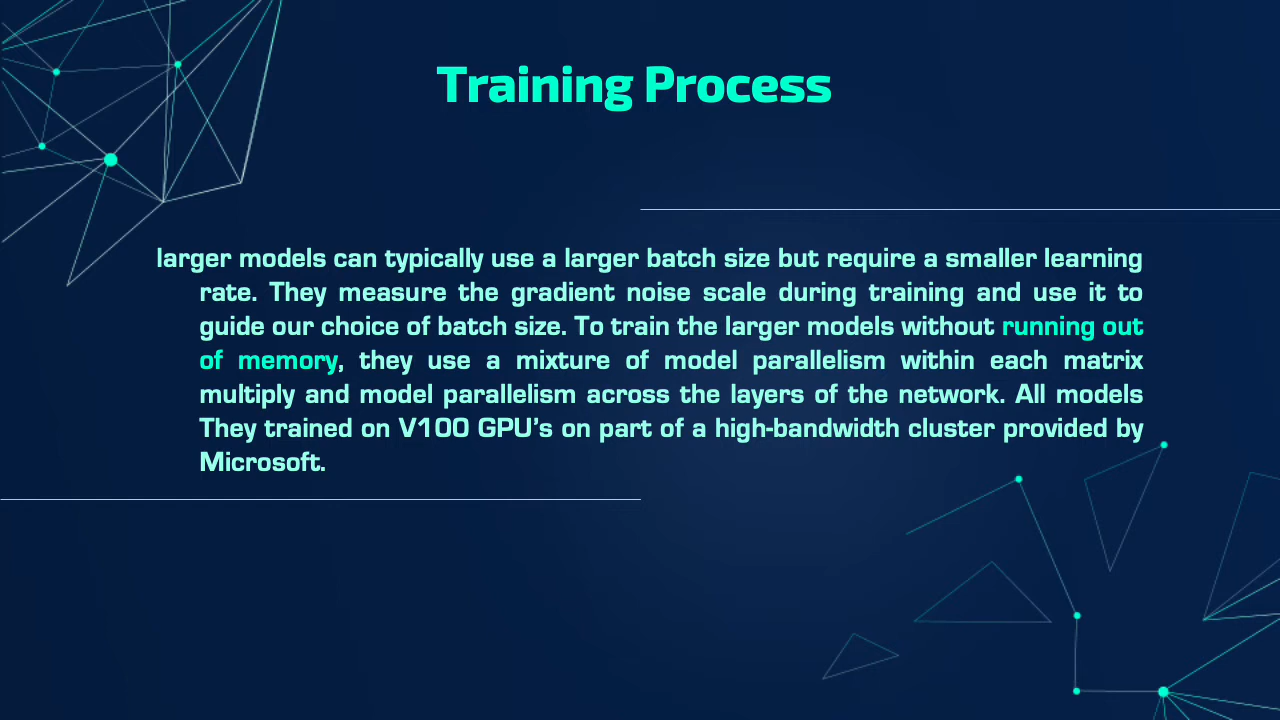 Training Process
larger models can typically use a larger batch size but require a smaller learning
rate. They measure the gradient noise scale during training and use it to
guide our choice of batch size. To train the larger models without running out
of memory, they use a mixture of model parallelism within each matrix
multiply and model parallelism across the layers of the network. All models
They trained on V100 GPU’s on part of a high-bandwidth cluster provided by
Microsoft.